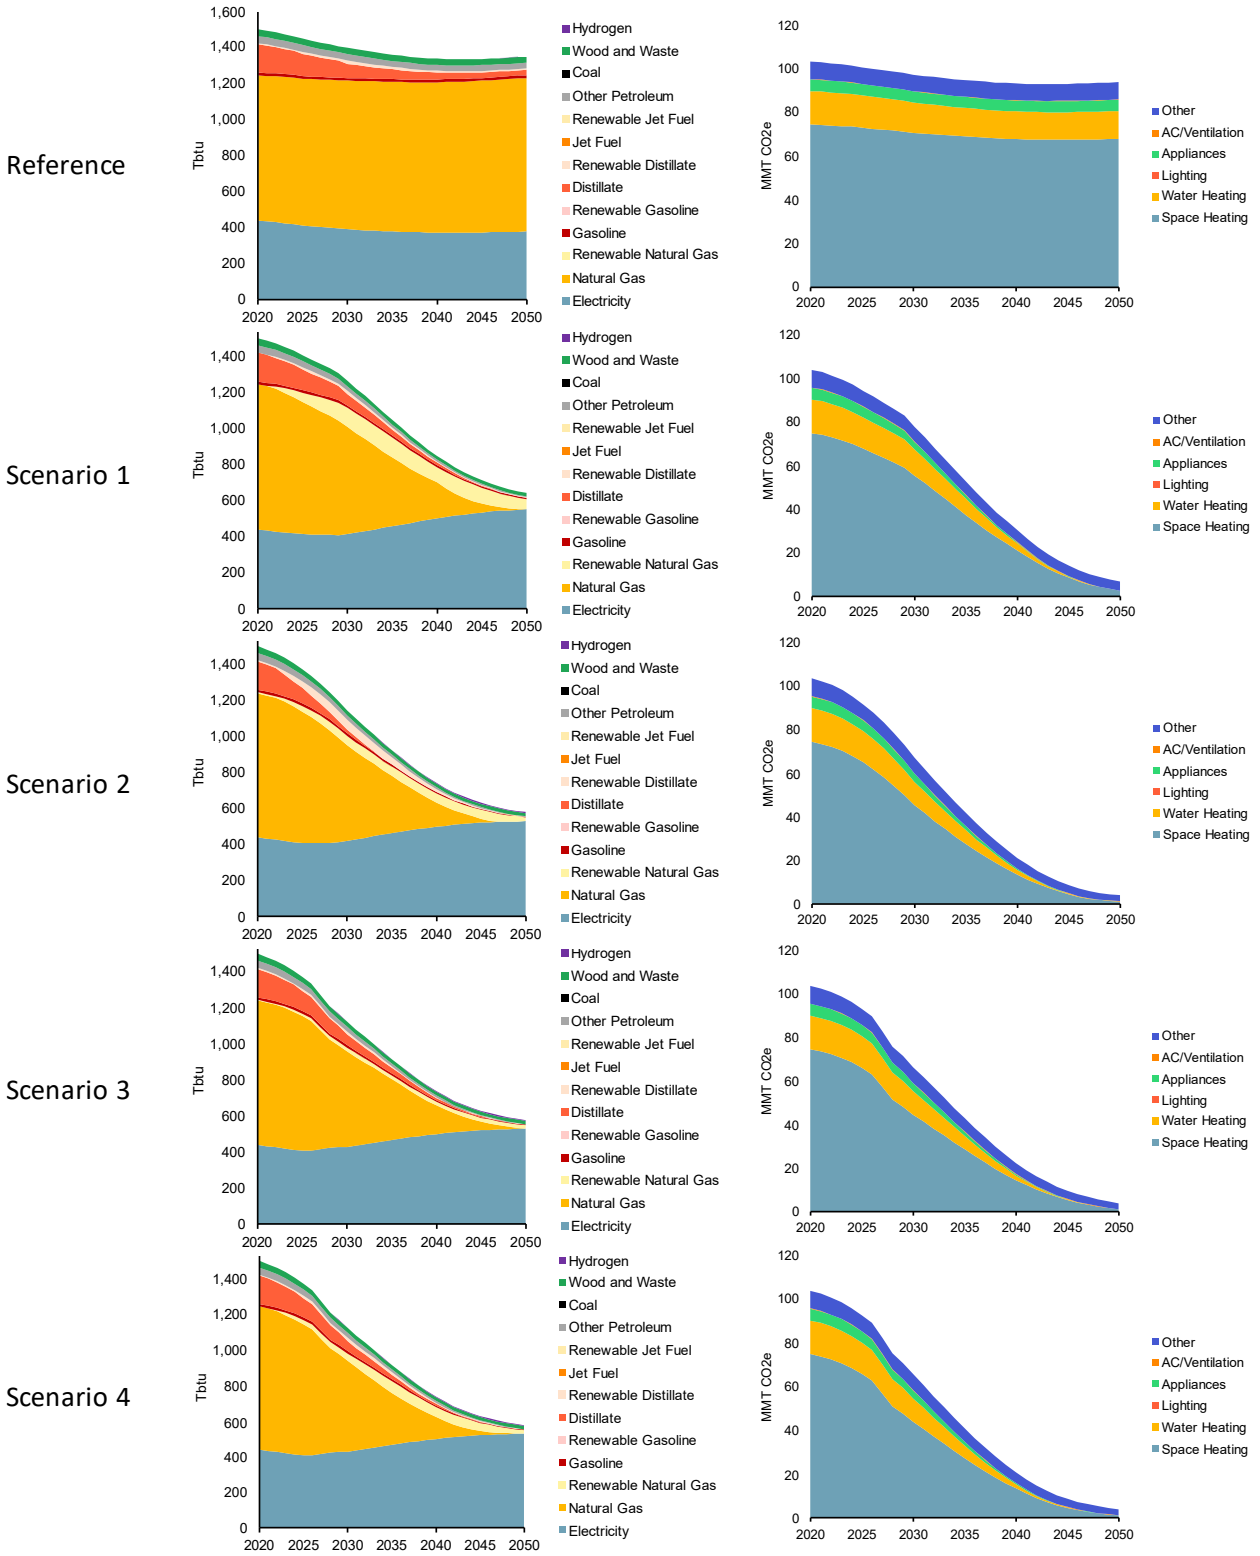 Reference
1,600
1,400
1,200
1,000
800
600
400
200
0
Tbtu
2020 2025 2030 2035 2040 2045 2050
Hydrogen
Wood and Waste
Coal
Other Petroleum
Renewable Jet Fuel
Jet Fuel
Renewable Distillate
Distillate
Renewable Gasoline
Gasoline
Renewable Natural Gas
Natural Gas
Electricity
120
100
80
60
40
20
0
MMT CO2e
2020 2025 2030 2035 2040 2045 2050
Other
AC/Ventilation
Appliances
Lighting
Water Heating
Space Heating
Scenario 1
1,400
1,200
1,000
800
600
400
200
0
Tbtu
2020 2025 2030 2035 2040 2045 2050
Hydrogen
Wood and Waste
Coal
Other Petroleum
Renewable Jet Fuel
Jet Fuel
Renewable Distillate
Distillate
Renewable Gasoline
Gasoline
Renewable Natural Gas
Natural Gas
Electricity
120
100
80
60
40
20
0
MMT CO2e
2020 2025 2030 2035 2040 2045 2050
Other
AC/Ventilation
Appliances
Lighting
Water Heating
Space Heating
Scenario 2
1,400
1,200
1,000
800
600
400
200
0
Tbtu
2020 2025 2030 2035 2040 2045 2050
Hydrogen
Wood and Waste
Coal
Other Petroleum
Renewable Jet Fuel
Jet Fuel
Renewable Distillate
Distillate
Renewable Gasoline
Gasoline
Renewable Natural Gas
Natural Gas
Electricity
120
100
80
60
40
20
0
MMT CO2e
2020 2025 2030 2035 2040 2045 2050
Other
AC/Ventilation
Appliances
Lighting
Water Heating
Space Heating
Scenario 3
1,400
1,200
1,000
800
600
400
200
0
Tbtu
2020 2025 2030 2035 2040 2045 2050
Hydrogen
Wood and Waste
Coal
Other Petroleum
Renewable Jet Fuel
Jet Fuel
Renewable Distillate
Distillate
Renewable Gasoline
Gasoline
Renewable Natural Gas
Natural Gas
Electricity
120
100
80
60
40
20
0
MMT CO2e
2020 2025 2030 2035 2040 2045 2050
Other
AC/Ventilation
Appliances
Lighting
Water Heating
Space Heating
Scenario 4
1,400
1,200
1,000
800
600
400
200
0
Tbtu
2020 2025 2030 2035 2040 2045 2050
Hydrogen
Wood and Waste
Coal
Other Petroleum
Renewable Jet Fuel
Jet Fuel
Renewable Distillate
Distillate
Renewable Gasoline
Gasoline
Renewable Natural Gas
Natural Gas
Electricity
120
100
80
60
40
20
0
MMT CO2e
2020 2025 2030 2035 2040 2045 2050
Other
AC/Ventilation
Appliances
Lighting
Water Heating
Space Heating